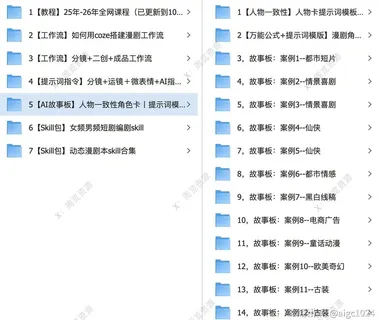 1【教程】25年-26年全网课程（已更新到10...
2【工作流】如何用coze搭建漫剧工作流
3【工作流】分镜+二创+成品工作流
4【提示词指令】分镜+运镜+微表情+AI指...
5【AI故事板】人物一致性角色卡丨提示词模...
6【Skill包】女频男频短剧编剧skill
7【Skill包】动态漫剧本skill合集
1【人物一致性】人物卡提示词模板...
2【万能公式+提示词模版】漫剧角...
3，故事板：案例1--都市短片
4，故事板：案例2--情景喜剧
5，故事板：案例3--情景喜剧
6，故事板：案例4--仙侠
7，故事板：案例5--仙侠
8，故事板：案例6--都市情感
9，故事板：案例7--黑白线稿
10，故事板：案例8--电商广告
11，故事板：案例9--童话动漫
12，故事板：案例10--欧美奇幻
13，故事板：案例11--古装
14，故事板：案例12--古装